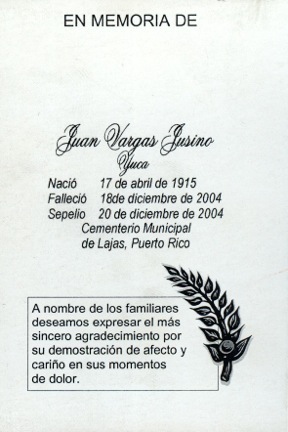 EN MEMORIA DE
Juan Vargas Jusino
Yuca
Nació 17 de abril de 1915
Falleció 18de diciembre de 2004
Sepelio 20 de diciembre de 2004
Cementerio Municipal
de Lajas, Puerto Rico
A nombre de los familiares
deseamos expresar el más
sincero agradecimiento por
su demostración de afecto y
cariño en sus momentos
de dolor.